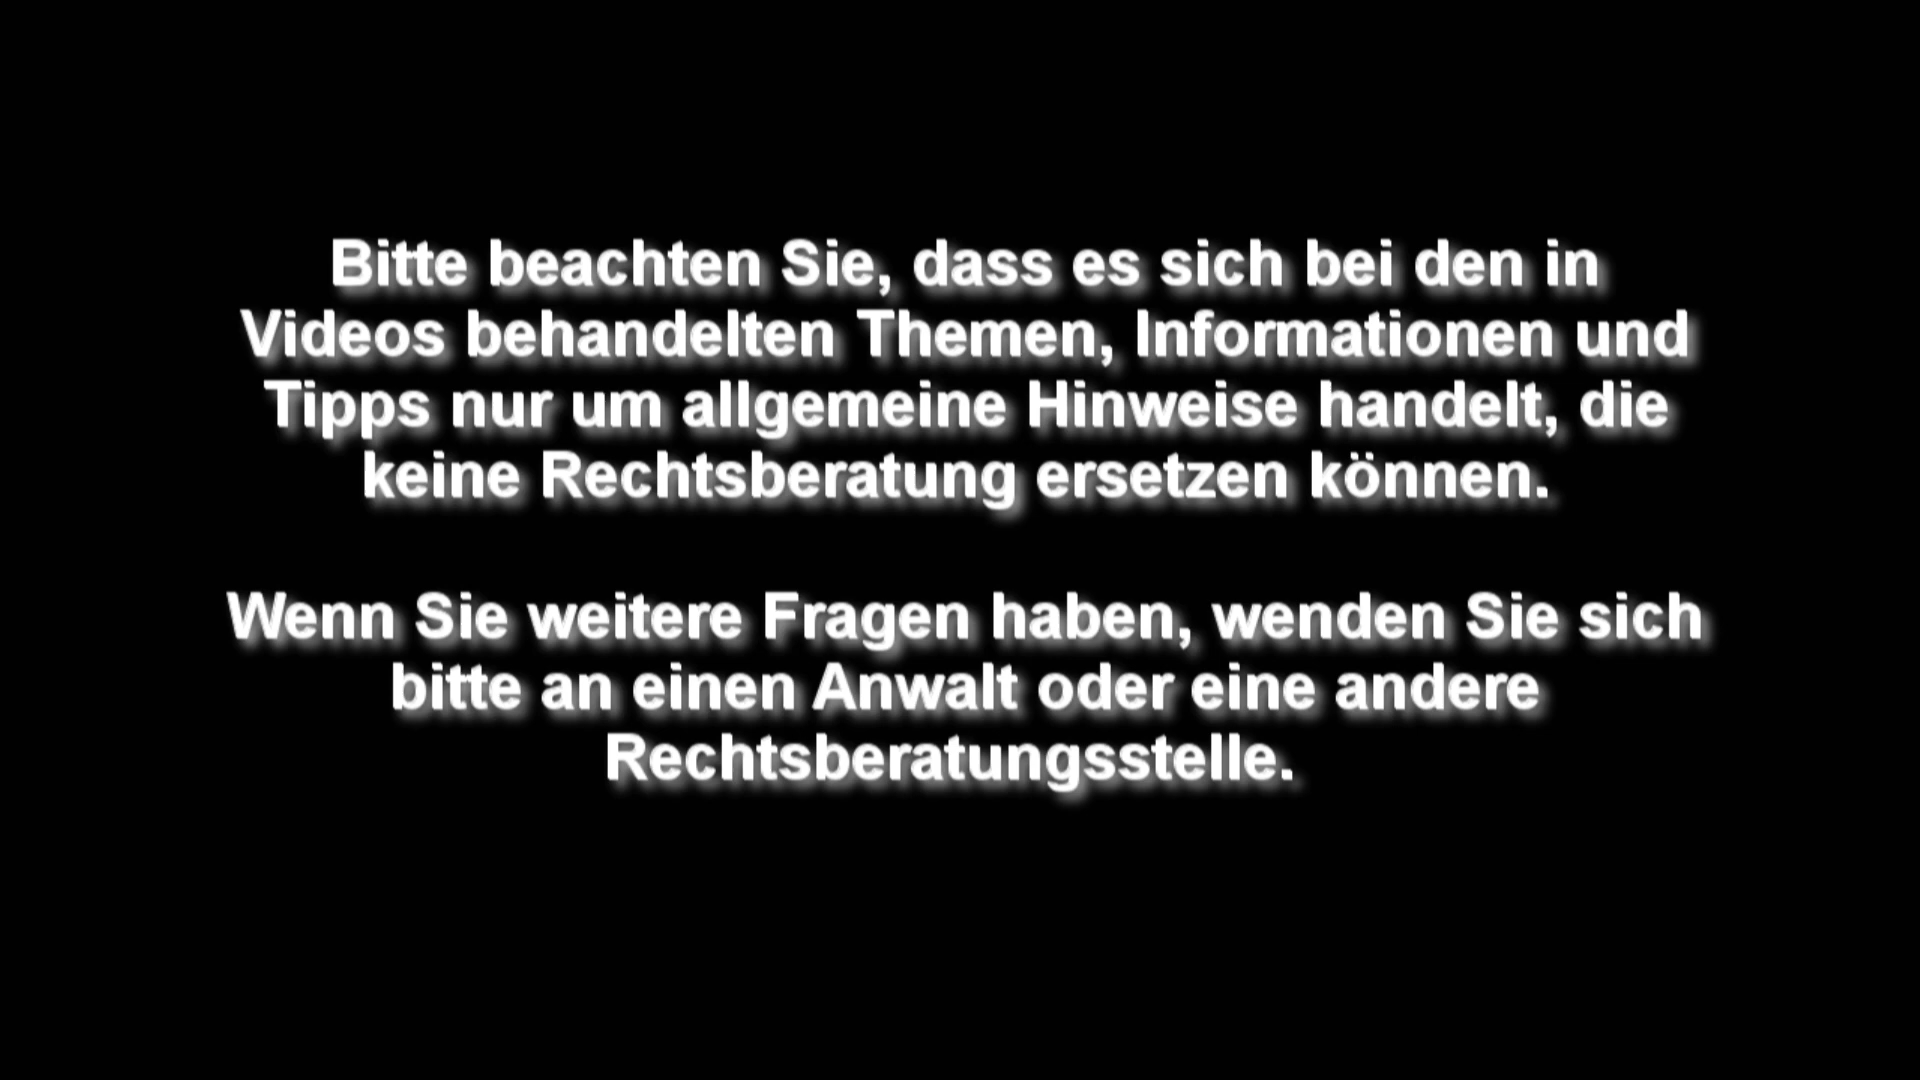 Bitte beachten Sie, dass es sich bei den in
Videos behandelten Themen, Informationen und
Tipps nur um allgemeine Hinweise handelt, die
keine Rechtsberatung ersetzen können.
Wenn Sie weitere Fragen haben, wenden Sie sich
bitte an einen Anwalt oder eine andere
Rechtsberatungsstelle.